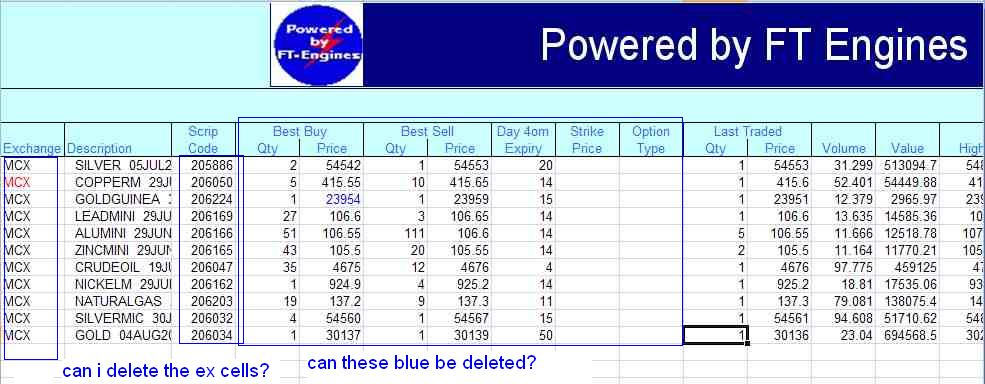 Powered
by
FT-Engines
Powered by FT Engines
Scrip Best Buy Best Sell Day 4om Strike Option Last Traded
Exchange Description Code Qty Price Qty Price Expiry Price Type Qty Price Volume Value High
MCX SILVER 05JUL2 205886 2 54542 1 54553 20 1 54553 31.299 513094.7 548
MCX COPPERM 29JU 206050 5 415.55 10 415.65 14 1 415.6 52.401 54449.88 41
MCX GOLDGUINEA 206224 1 23954 1 23959 15 1 23951 12.379 2965.97 239
MCX LEADMINI 29JU 206169 27 106.6 3 106.65 14 1 106.6 13.635 14585.36 10
MCX ALUMINI 29JUN 206166 51 106.55 111 106.6 14 5 106.55 11.666 12518.78 107
MCX ZINCMINI 29JUN 206165 43 105.5 20 105.55 14 2 105.5 11.164 11770.21 105
MCX CRUDEOIL 19JU 206047 35 4675 12 4676 4 1 4676 97.775 459125 47
MCX NICKELM 29JUI 206162 1 924.9 4 925.2 14 1 925.2 18.81 17535.06 93
MCX NATURALGAS 206203 19 137.2 9 137.3 11 1 137.3 79.081 138075.4 14
MCX SILVERMIC 30J 206032 4 54560 1 54567 15 1 54561 94.608 51710.62 548
MCX GOLD 04AUG20 206034 1 30137 1 30139 50 1 30136 23.04 694568.5 302
can i delete the ex cells? can these blue be deleted?